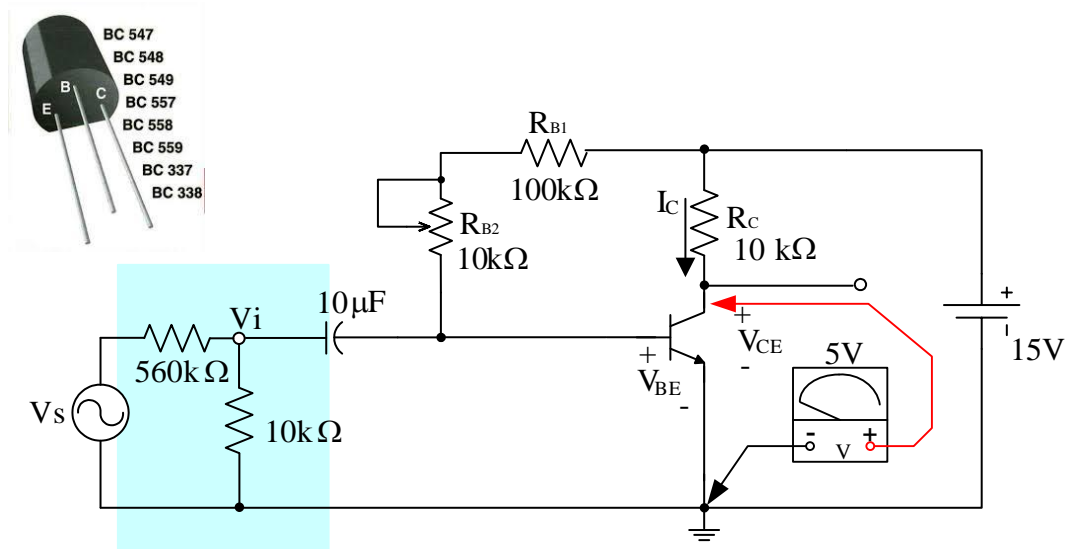 BC 547
BC 548
BC 549
BC 557
BC 558
BC 559
BC 337
BC 338
E B C
RB1
100kΩ
RB2
10kΩ
IC
RC
10 kΩ
10μF
Vi
560kΩ
Vs
10kΩ
+
VBE
-
+
VCE
-
5V
- +
V
+
-
15V